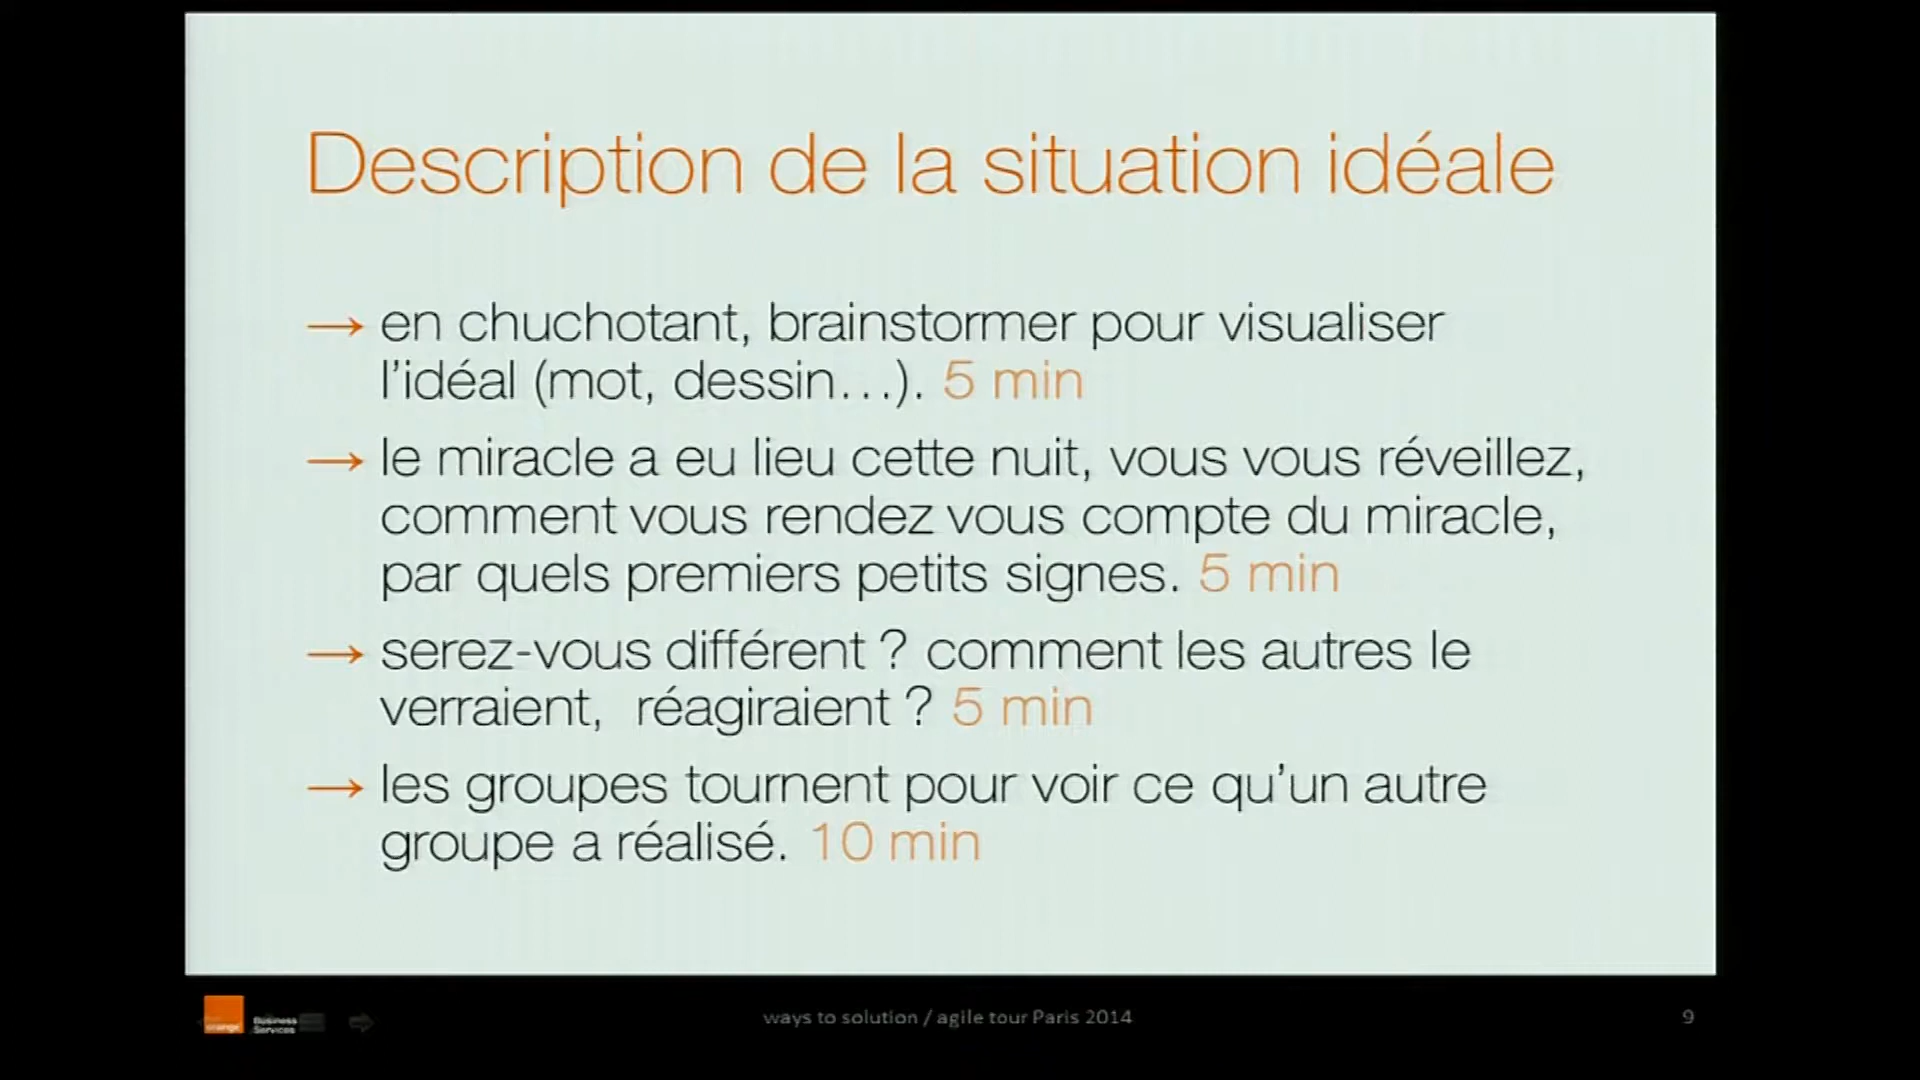 Description de la situation idéale
→ en chuchotant, brainstormer pour visualiser
l’idéal (mot, dessin…). 5 min
→ le miracle a eu lieu cette nuit, vous vous réveillez,
comment vous rendez vous compte du miracle,
par quels premiers petits signes. 5 min
→ serez-vous différent ? comment les autres le
verraient, réagiraient ? 5 min
→ les groupes tournent pour voir ce qu’un autre
groupe a réalisé. 10 min
orange
Business
Services
ways to solution / agile tour Paris 2014
9